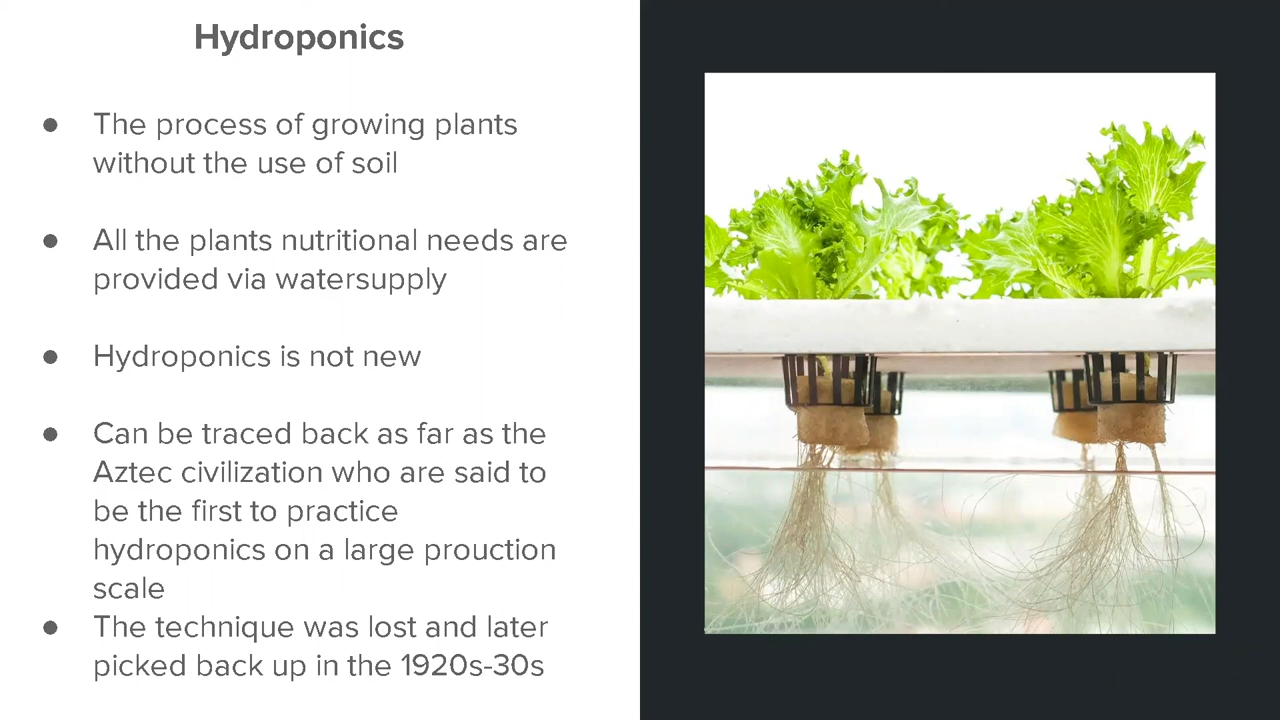 Hydroponics
● The process of growing plants
without the use of soil
● All the plants nutritional needs are
provided via watersupply
● Hydroponics is not new
● Can be traced back as far as the
Aztec civilization who are said to
be the first to practice
hydroponics on a large prouction
scale
● The technique was lost and later
picked back up in the 1920s-30s